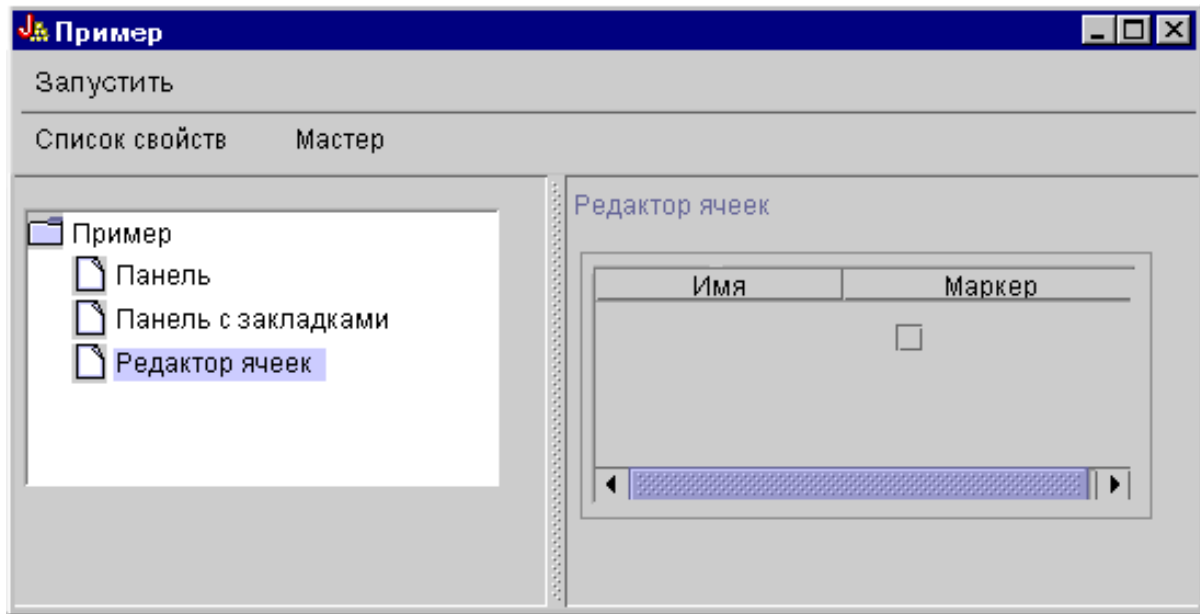 Пример
Запустить
Список свойств Мастер
Пример
Панель
Панель с закладками
Редактор ячеек
Редактор ячеек
Имя Маркер